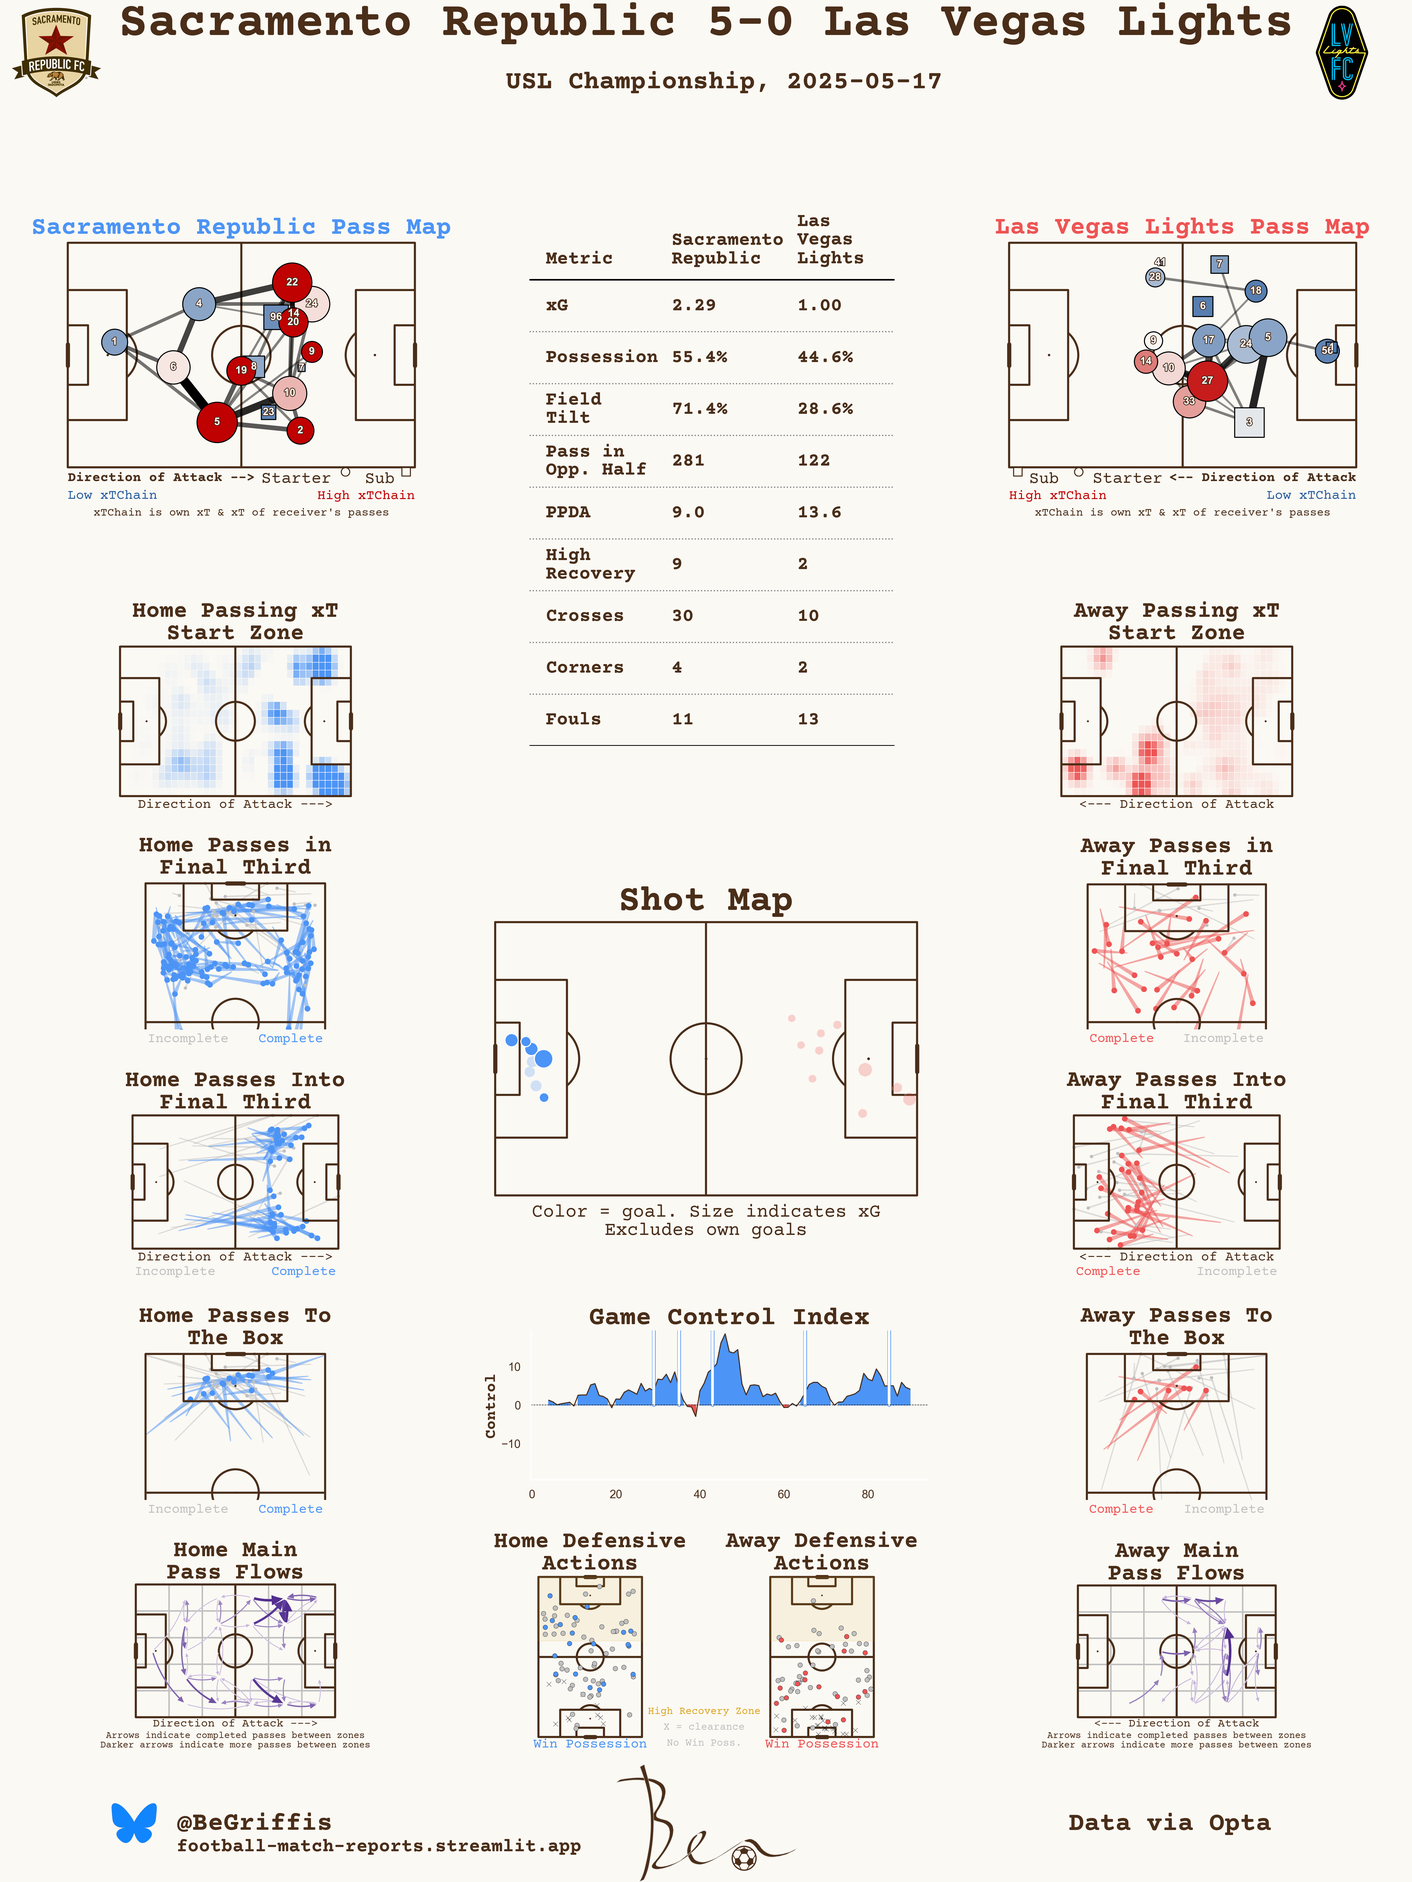 Sacramento Republic 5-0 Las Vegas Lights
USL Championship, 2025-05-17
SACRAMENTO
REPUBLIC FC
LV
Lights
FC
Sacramento Republic Pass Map
1
4
6
5
22
24
14
20
96
9
19
8
7
10
23
2
Direction of Attack --> Starter Sub
Low xTChain High xTChain
xTChain is own xT & xT of receiver's passes
Metric Sacramento Republic Las Vegas Lights
xG 2.29 1.00
Possession 55.4% 44.6%
Field Tilt 71.4% 28.6%
Pass in Opp. Half 281 122
PPDA 9.0 13.6
High Recovery 9 2
Crosses 30 10
Corners 4 2
Fouls 11 13
Las Vegas Lights Pass Map
41
28
7
18
6
9
17
24
5
14
10
27
33
3
Sub Starter <-- Direction of Attack
High xTChain Low xTChain
xTChain is own xT & xT of receiver's passes
Home Passing xT
Start Zone
Direction of Attack --->
Away Passing xT
Start Zone
<--- Direction of Attack
Home Passes in
Final Third
Incomplete Complete
Away Passes in
Final Third
Complete Incomplete
Shot Map
Color = goal. Size indicates xG
Excludes own goals
Home Passes Into
Final Third
Direction of Attack --->
Incomplete Complete
Away Passes Into
Final Third
<--- Direction of Attack
Complete Incomplete
Home Passes To
The Box
Incomplete Complete
Game Control Index
Control
10
0
−10
0 20 40 60 80
Away Passes To
The Box
Complete Incomplete
Home Main
Pass Flows
Direction of Attack --->
Arrows indicate completed passes between zones
Darker arrows indicate more passes between zones
Home Defensive
Actions
Win Possession
High Recovery Zone
X = clearance
No Win Poss.
Away Defensive
Actions
Win Possession
Away Main
Pass Flows
<--- Direction of Attack
Arrows indicate completed passes between zones
Darker arrows indicate more passes between zones
@BeGriffis
football-match-reports.streamlit.app
Ben
Data via Opta